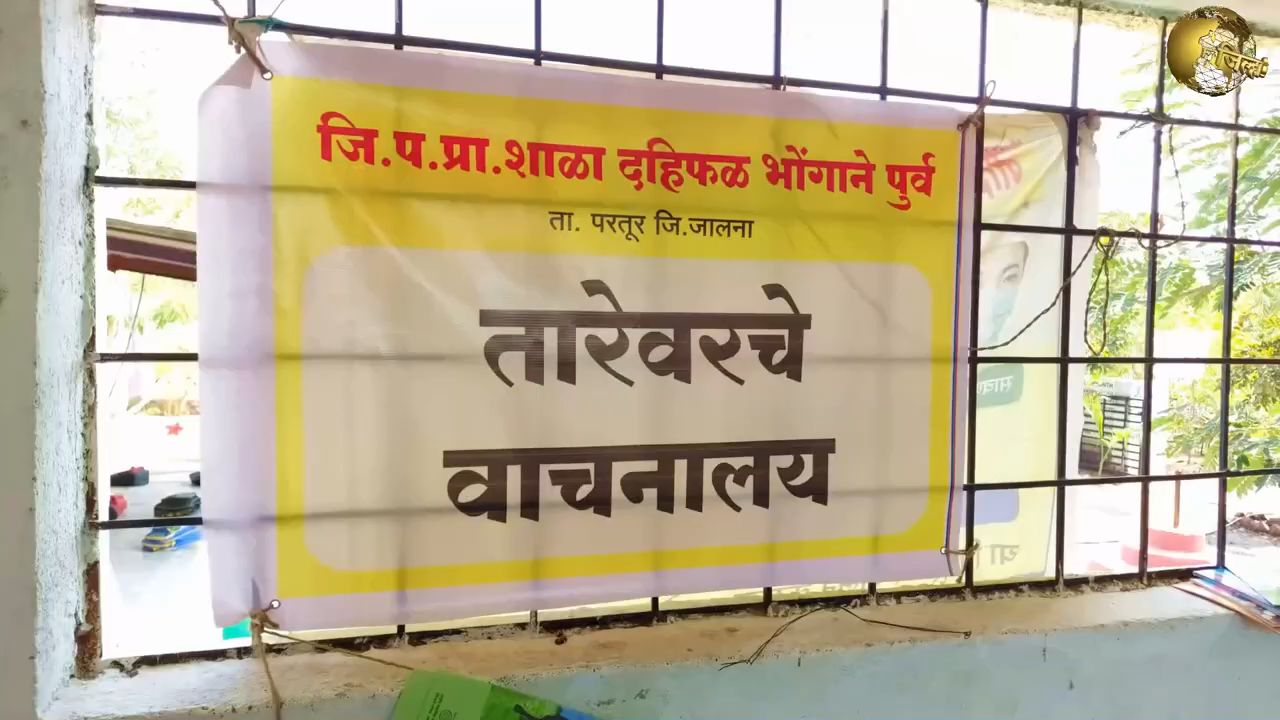 जि.प.प्रा.शाळा दहिफळ भोंगाने पुर्व
ता. परतूर जि.जालना
तारेवरचे
वाचनालय